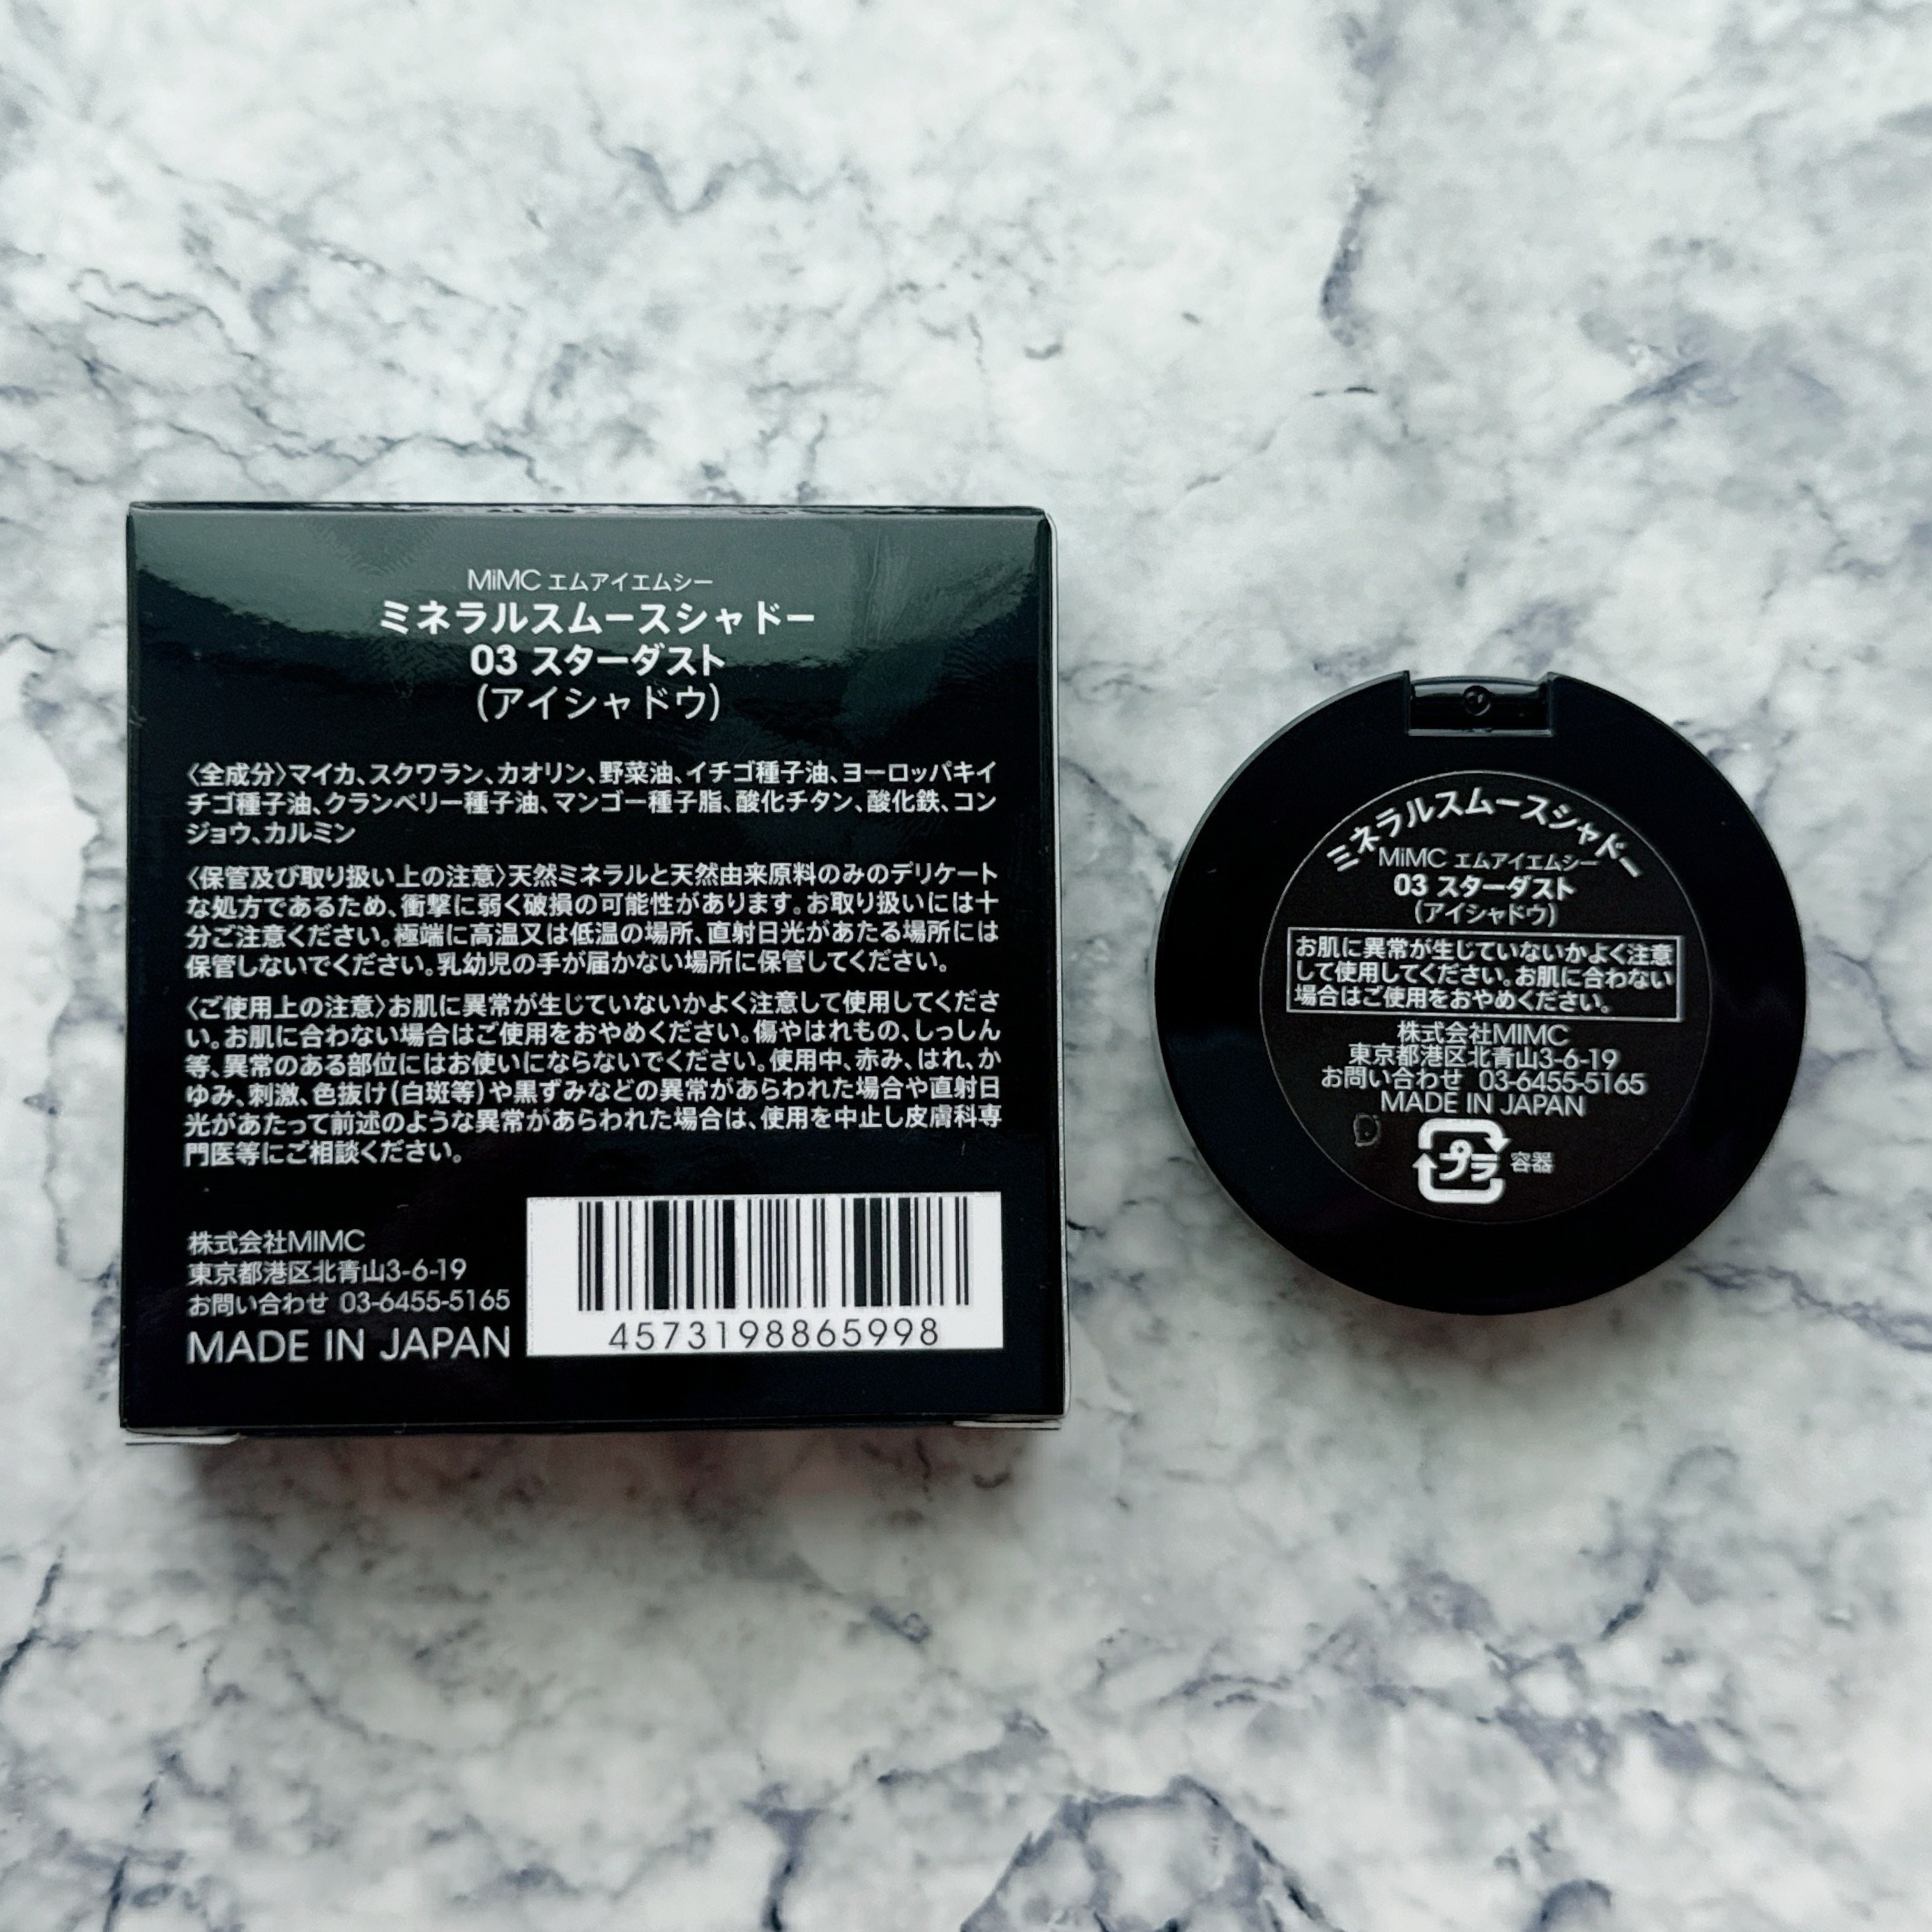 MiMC エムアイエムシー
ミネラルスムースシャドー
03 スターダスト
(アイシャドウ)
〈全成分〉マイカ、スクワラン、カオリン、野菜油、イチゴ種子油、ヨーロッパキイ
チゴ種子油、クランベリー種子油、マンゴー種子脂、酸化チタン、酸化鉄、コン
ジョウ、カルミン
〈保管及び取り扱い上の注意〉天然ミネラルと天然由来原料のみのデリケート
な処方であるため、衝撃に弱く破損の可能性があります。お取り扱いには十
分ご注意ください。極端に高温又は低温の場所、直射日光があたる場所には
保管しないでください。乳幼児の手が届かない場所に保管してください。
〈ご使用上の注意〉お肌に異常が生じていないかよく注意して使用してくださ
い。お肌に合わない場合はご使用をおやめください。傷やはれもの、しっしん
等、異常のある部位にはお使いにならないでください。使用中、赤み、はれ、か
ゆみ、刺激、色抜け(白斑等)や黒ずみなどの異常があらわれた場合や直射日
光があたって前述のような異常があらわれた場合は、使用を中止し皮膚科専
門医等にご相談ください。
株式会社MIMC
東京都港区北青山3-6-19
お問い合わせ 03-6455-5165
MADE IN JAPAN
4573198865998
ミネラルスムースシャドー
MiMC エムアイエムシー
03 スターダスト
(アイシャドウ)
お肌に異常が生じていないかよく注意
して使用してください。お肌に合わない
場合はご使用をおやめください。
株式会社MIMC
東京都港区北青山3-6-19
お問い合わせ 03-6455-5165
MADE IN JAPAN
プラ 容器